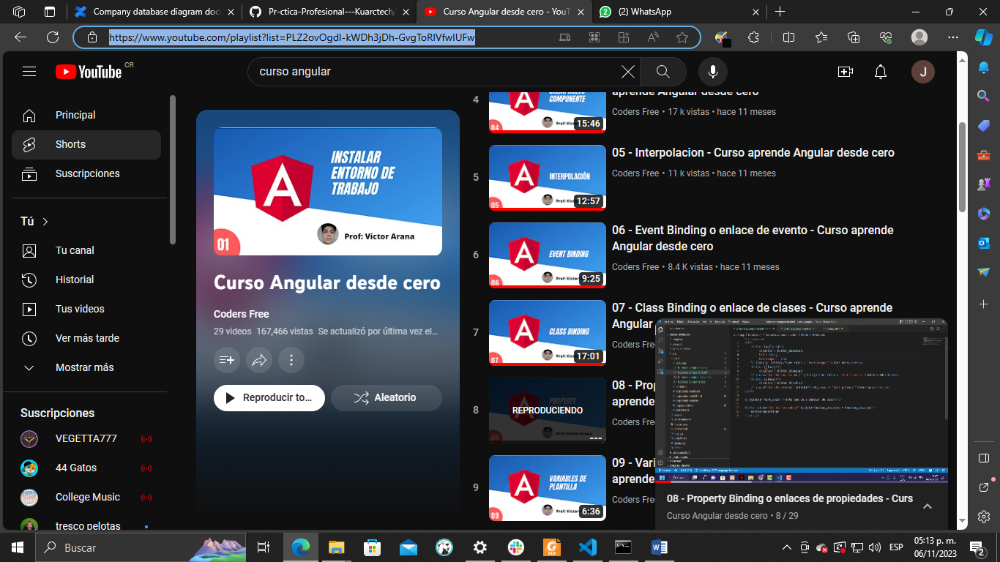 Company database diagram doc
Pr-ctica-Profesional---Kuarctech/
Curso Angular desde cero - YouT
(2) WhatsApp
https://www.youtube.com/playlist?list=PLZ2ovOgdI-kWDh3jDh-GvgToRlVfwIUFw
YouTube CR
curso angular
J
Principal
Shorts
Suscripciones
Tú
Tu canal
Historial
Tus videos
Ver más tarde
Mostrar más
Suscripciones
VEGETTA777
44 Gatos
College Music
tresco pelotas
INSTALAR
ENTORNO DE
TRABAJO
01
Prof: Victor Arana
Curso Angular desde cero
Coders Free
29 videos 167,466 vistas Se actualizó por última vez el...
Reproducir to...
Aleatorio
4
COMPONENTE
04
15:46
aprende Angular desde cero
Coders Free • 17 k vistas • hace 11 meses
5
INTERPOLACIÓN
05
12:57
05 - Interpolacion - Curso aprende Angular desde cero
Coders Free • 11 k vistas • hace 11 meses
6
EVENT BINDING
06
9:25
06 - Event Binding o enlace de evento - Curso aprende
Angular desde cero
Coders Free • 8.4 K vistas • hace 11 meses
7
CLASS BINDING
07
17:01
07 - Class Binding o enlace de clases - Curso aprende
Angular
Coders Free
8
PROPERTY
REPRODUCIENDO
08
08 - Prop
aprende
Coders Free
9
VARIABLES DE
PLANTILLA
09
6:36
09 - Vari
aprende
Coders Free
08 - Property Binding o enlaces de propiedades - Curs
Curso Angular desde cero • 8 / 29
Buscar
ESP
05:13 p. m.
06/11/2023
2